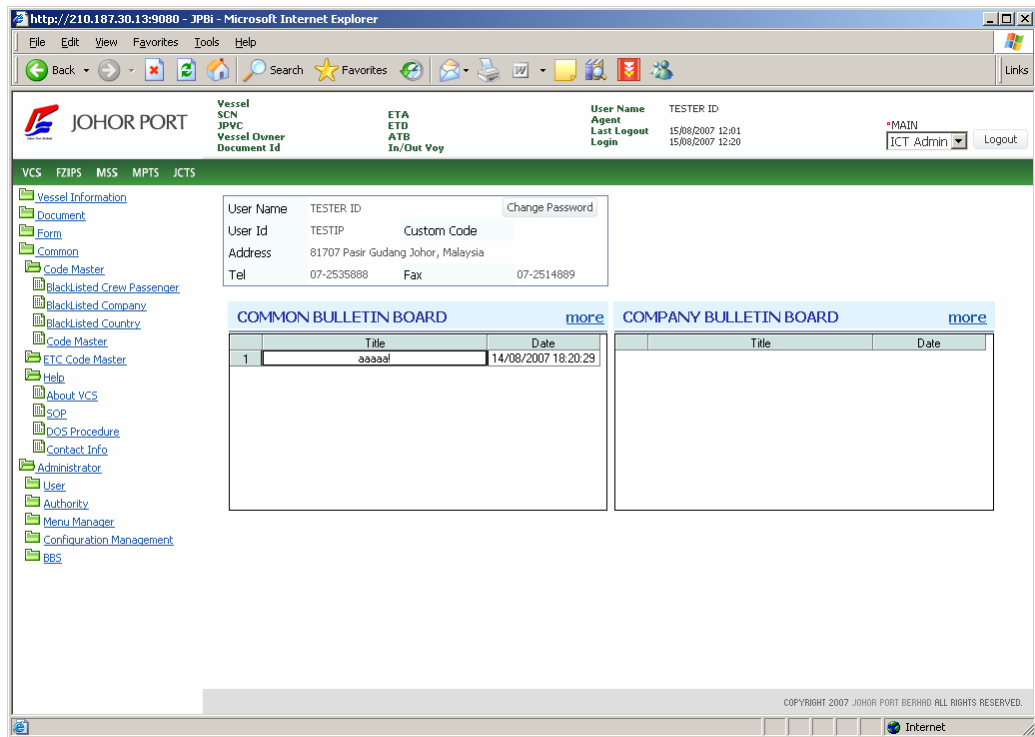 http://210.187.30.13:9080 - JPBi - Microsoft Internet Explorer
File Edit View Favorites Tools Help
Back Search Favorites Links
JOHOR PORT
Vessel
SCN ETA
JPVC ETD
Vessel Owner ATB
Document Id In/Out Voy
User Name TESTER ID
Agent
Last Logout 15/08/2007 12:01
Login 15/08/2007 12:20
*MAIN
ICT Admin Logout
VCS FZIPS MSS MPTS JCTS
Vessel Information
Document
Form
Common
Code Master
BlackListed Crew Passenger
BlackListed Company
BlackListed Country
Code Master
ETC Code Master
Help
About VCS
SOP
DOS Procedure
Contact Info
Administrator
User
Authority
Menu Manager
Configuration Management
BBS
User Name TESTER ID Change Password
User Id TESTIP Custom Code
Address 81707 Pasir Gudang Johor, Malaysia
Tel 07-2535888 Fax 07-2514889
COMMON BULLETIN BOARD more
Title Date
1 aaaaa! 14/08/2007 18:20:29
COMPANY BULLETIN BOARD more
Title Date
COPYRIGHT 2007 JOHOR PORT BERHAD ALL RIGHTS RESERVED.
Internet